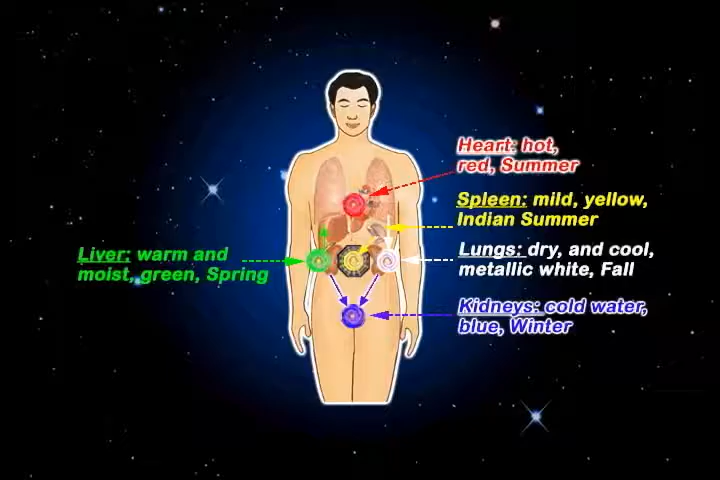 Heart: hot,
red, Summer
Spleen: mild, yellow,
Indian Summer
Liver: warm and
moist, green, Spring
Lungs: dry, and cool,
metallic white, Fall
Kidneys: cold water,
blue, Winter